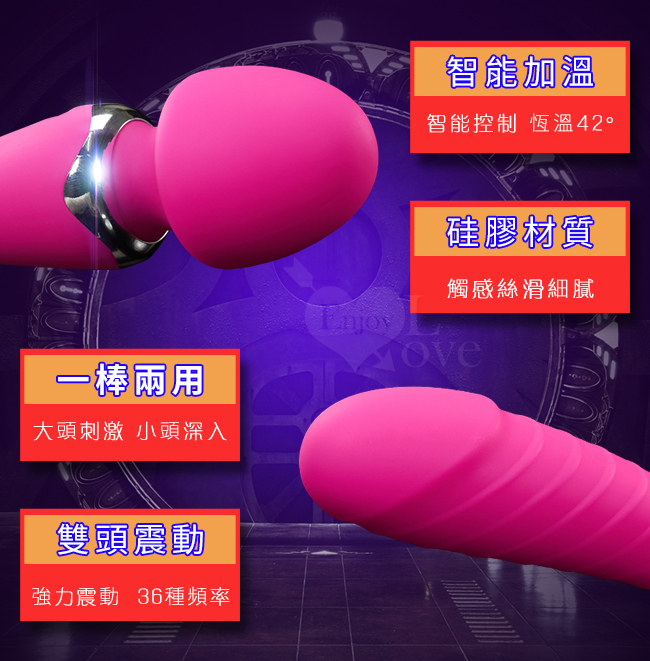 智能加溫
智能控制 恆溫42°
硅膠材質
觸感絲滑細膩
Enjoy
Love
一棒兩用
大頭刺激 小頭深入
雙頭震動
強力震動 36種頻率